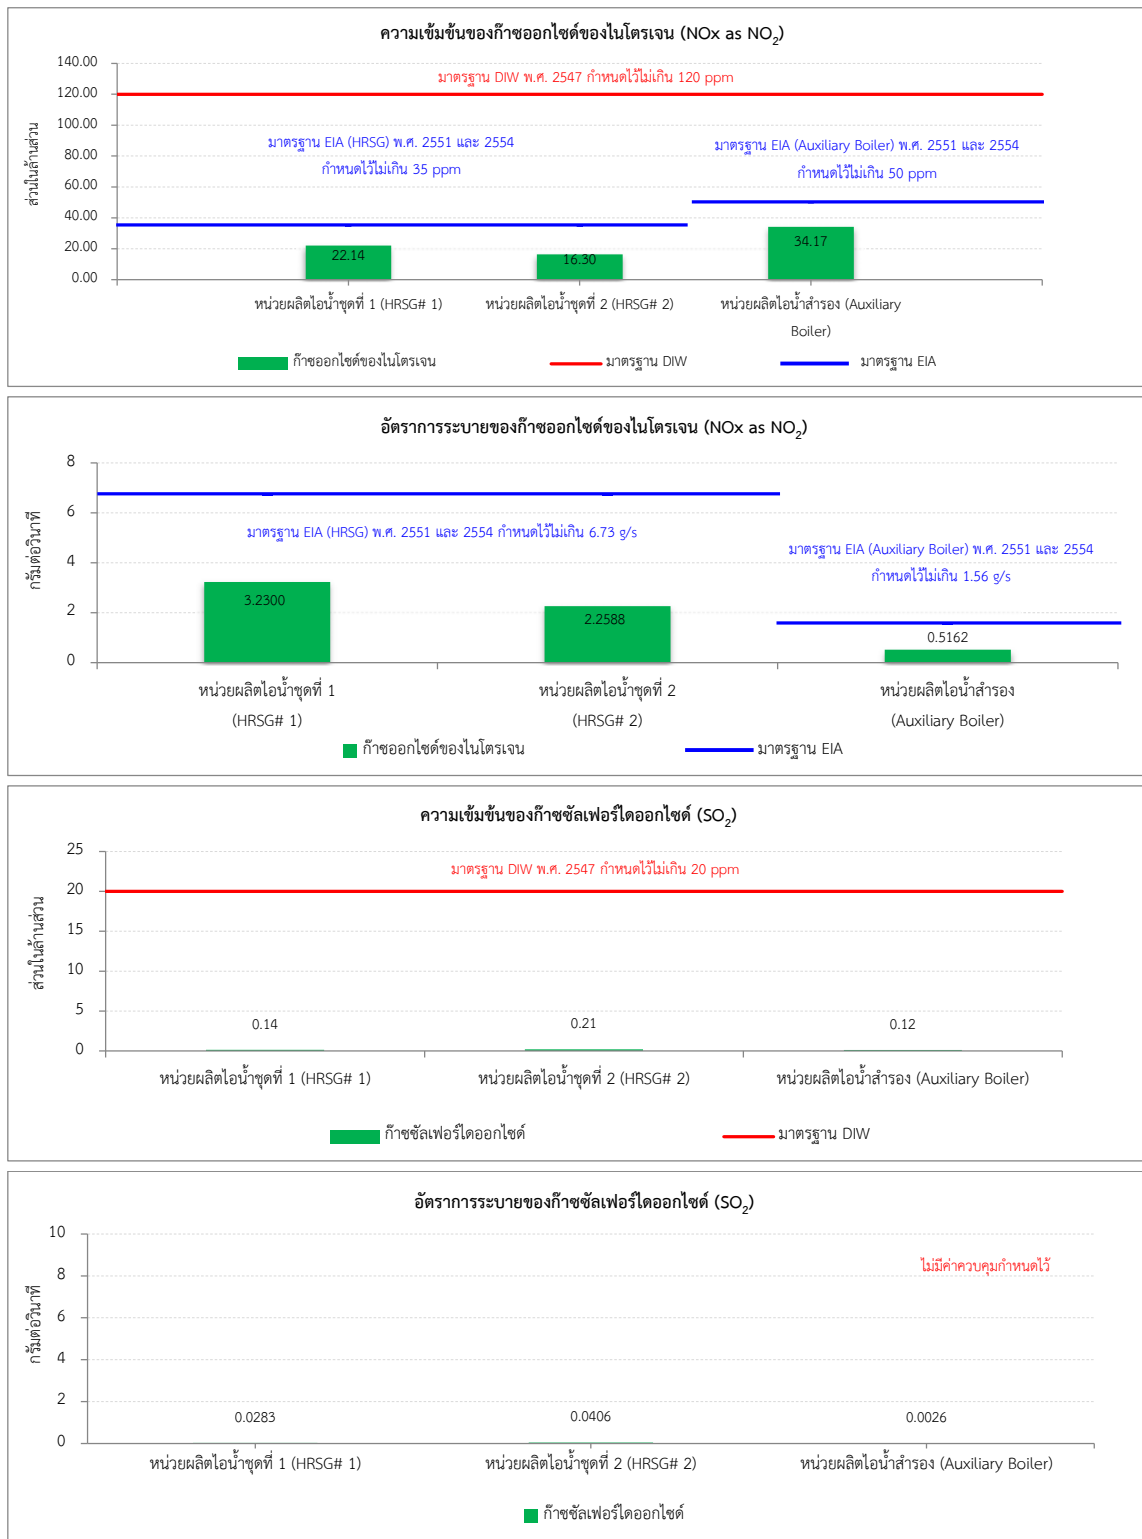 ความเข้มข้นของก๊าซออกไซด์ของไนโตรเจน (NOx as NO2)
ส่วนในล้านส่วน
140.00
120.00
100.00
80.00
60.00
40.00
20.00
0.00
มาตรฐาน DIW พ.ศ. 2547 กำหนดไว้ไม่เกิน 120 ppm
มาตรฐาน EIA (HRSG) พ.ศ. 2551 และ 2554
กำหนดไว้ไม่เกิน 35 ppm
มาตรฐาน EIA (Auxiliary Boiler) พ.ศ. 2551 และ 2554
กำหนดไว้ไม่เกิน 50 ppm
22.14
16.30
34.17
หน่วยผลิตไอน้ำชุดที่ 1 (HRSG# 1)
หน่วยผลิตไอน้ำชุดที่ 2 (HRSG# 2)
หน่วยผลิตไอน้ำสำรอง (Auxiliary
Boiler)
ก๊าซออกไซด์ของไนโตรเจน
มาตรฐาน DIW
มาตรฐาน EIA
อัตราการระบายของก๊าซออกไซด์ของไนโตรเจน (NOx as NO2)
กรัมต่อวินาที
8
6
4
2
0
มาตรฐาน EIA (HRSG) พ.ศ. 2551 และ 2554 กำหนดไว้ไม่เกิน 6.73 g/s
มาตรฐาน EIA (Auxiliary Boiler) พ.ศ. 2551 และ 2554
กำหนดไว้ไม่เกิน 1.56 g/s
3.2300
2.2588
0.5162
หน่วยผลิตไอน้ำชุดที่ 1
(HRSG# 1)
หน่วยผลิตไอน้ำชุดที่ 2
(HRSG# 2)
หน่วยผลิตไอน้ำสำรอง
(Auxiliary Boiler)
ก๊าซออกไซด์ของไนโตรเจน
มาตรฐาน EIA
ความเข้มข้นของก๊าซซัลเฟอร์ไดออกไซด์ (SO2)
ส่วนในล้านส่วน
25
20
15
10
5
0
มาตรฐาน DIW พ.ศ. 2547 กำหนดไว้ไม่เกิน 20 ppm
0.14
0.21
0.12
หน่วยผลิตไอน้ำชุดที่ 1 (HRSG# 1)
หน่วยผลิตไอน้ำชุดที่ 2 (HRSG# 2)
หน่วยผลิตไอน้ำสำรอง (Auxiliary Boiler)
ก๊าซซัลเฟอร์ไดออกไซด์
มาตรฐาน DIW
อัตราการระบายของก๊าซซัลเฟอร์ไดออกไซด์ (SO2)
กรัมต่อวินาที
10
8
6
4
2
0
ไม่มีค่าควบคุมกำหนดไว้
0.0283
0.0406
0.0026
หน่วยผลิตไอน้ำชุดที่ 1 (HRSG# 1)
หน่วยผลิตไอน้ำชุดที่ 2 (HRSG# 2)
หน่วยผลิตไอน้ำสำรอง (Auxiliary Boiler)
ก๊าซซัลเฟอร์ไดออกไซด์